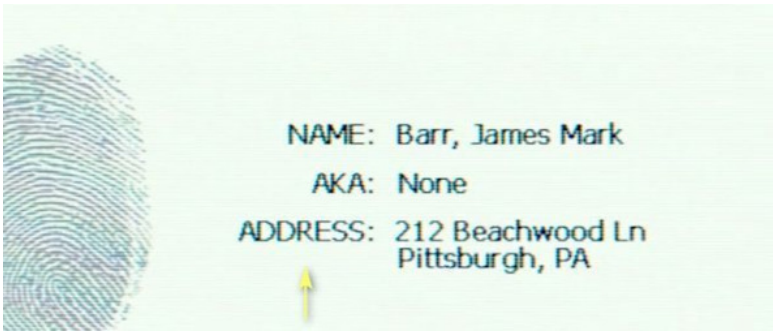 NAME: Barr, James Mark
AKA: None
ADDRESS: 212 Beachwood Ln
Pittsburgh, PA